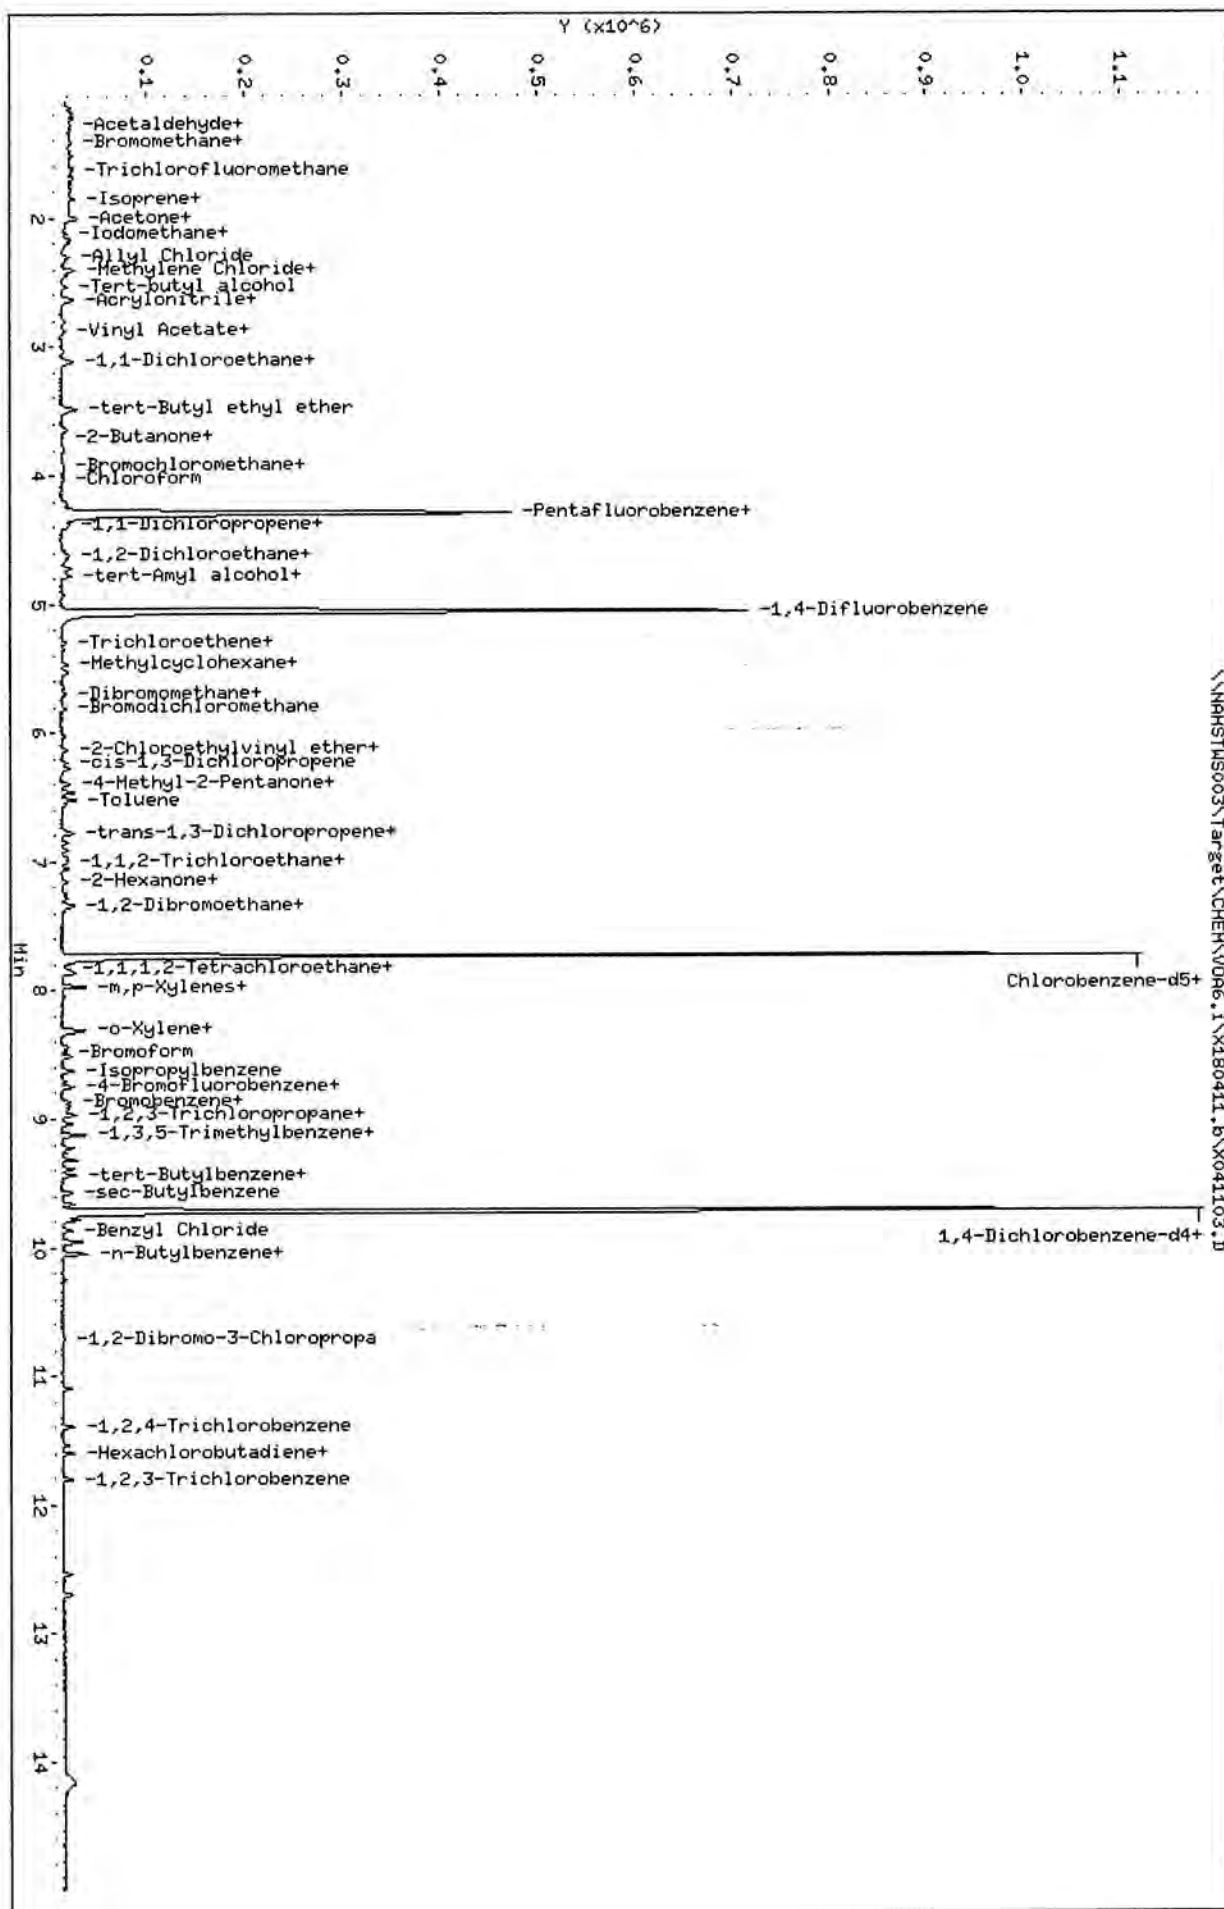 Y (x10^6)
0.1
0.2
0.3
0.4
0.5
0.6
0.7
0.8
0.9
1.0
1.1
-Acetaldehyde+
-Bromomethane+
-Trichlorofluoromethane
-Isoprene+
2
-Acetone+
-Iodomethane+
-Allyl Chloride
-Methylene Chloride+
-Tert-butyl alcohol
-Acrylonitrile+
-Vinyl Acetate+
3
-1,1-Dichloroethane+
-tert-Butyl ethyl ether
-2-Butanone+
-Bromochloromethane+
4
-Chloroform
-Pentafluorobenzene+
-1,1-Dichloropropene+
-1,2-Dichloroethane+
-tert-Amyl alcohol+
5
-1,4-Difluorobenzene
-Trichloroethene+
-Methylcyclohexane+
-Dibromomethane+
-Bromodichloromethane
6
-2-Chloroethylvinyl ether+
-cis-1,3-Dichloropropene
-4-Methyl-2-Pentanone+
-Toluene
-trans-1,3-Dichloropropene+
7
-1,1,2-Trichloroethane+
-2-Hexanone+
-1,2-Dibromoethane+
Min
-1,1,1,2-Tetrachloroethane+
Chlorobenzene-d5+
8
-m,p-Xylenes+
-o-Xylene+
-Bromoform
-Isopropylbenzene
-4-Bromofluorobenzene+
-Bromobenzene+
-1,2,3-Trichloropropane+
9
-1,3,5-Trimethylbenzene+
-tert-Butylbenzene+
-sec-Butylbenzene
-Benzyl Chloride
1,4-Dichlorobenzene-d4+
10
-n-Butylbenzene+
-1,2-Dibromo-3-Chloropropa
11
-1,2,4-Trichlorobenzene
-Hexachlorobutadiene+
-1,2,3-Trichlorobenzene
12
13
14
\\NAHSTWS003\Target\CHEM\VOA6.i\X180411.b\X041103.D